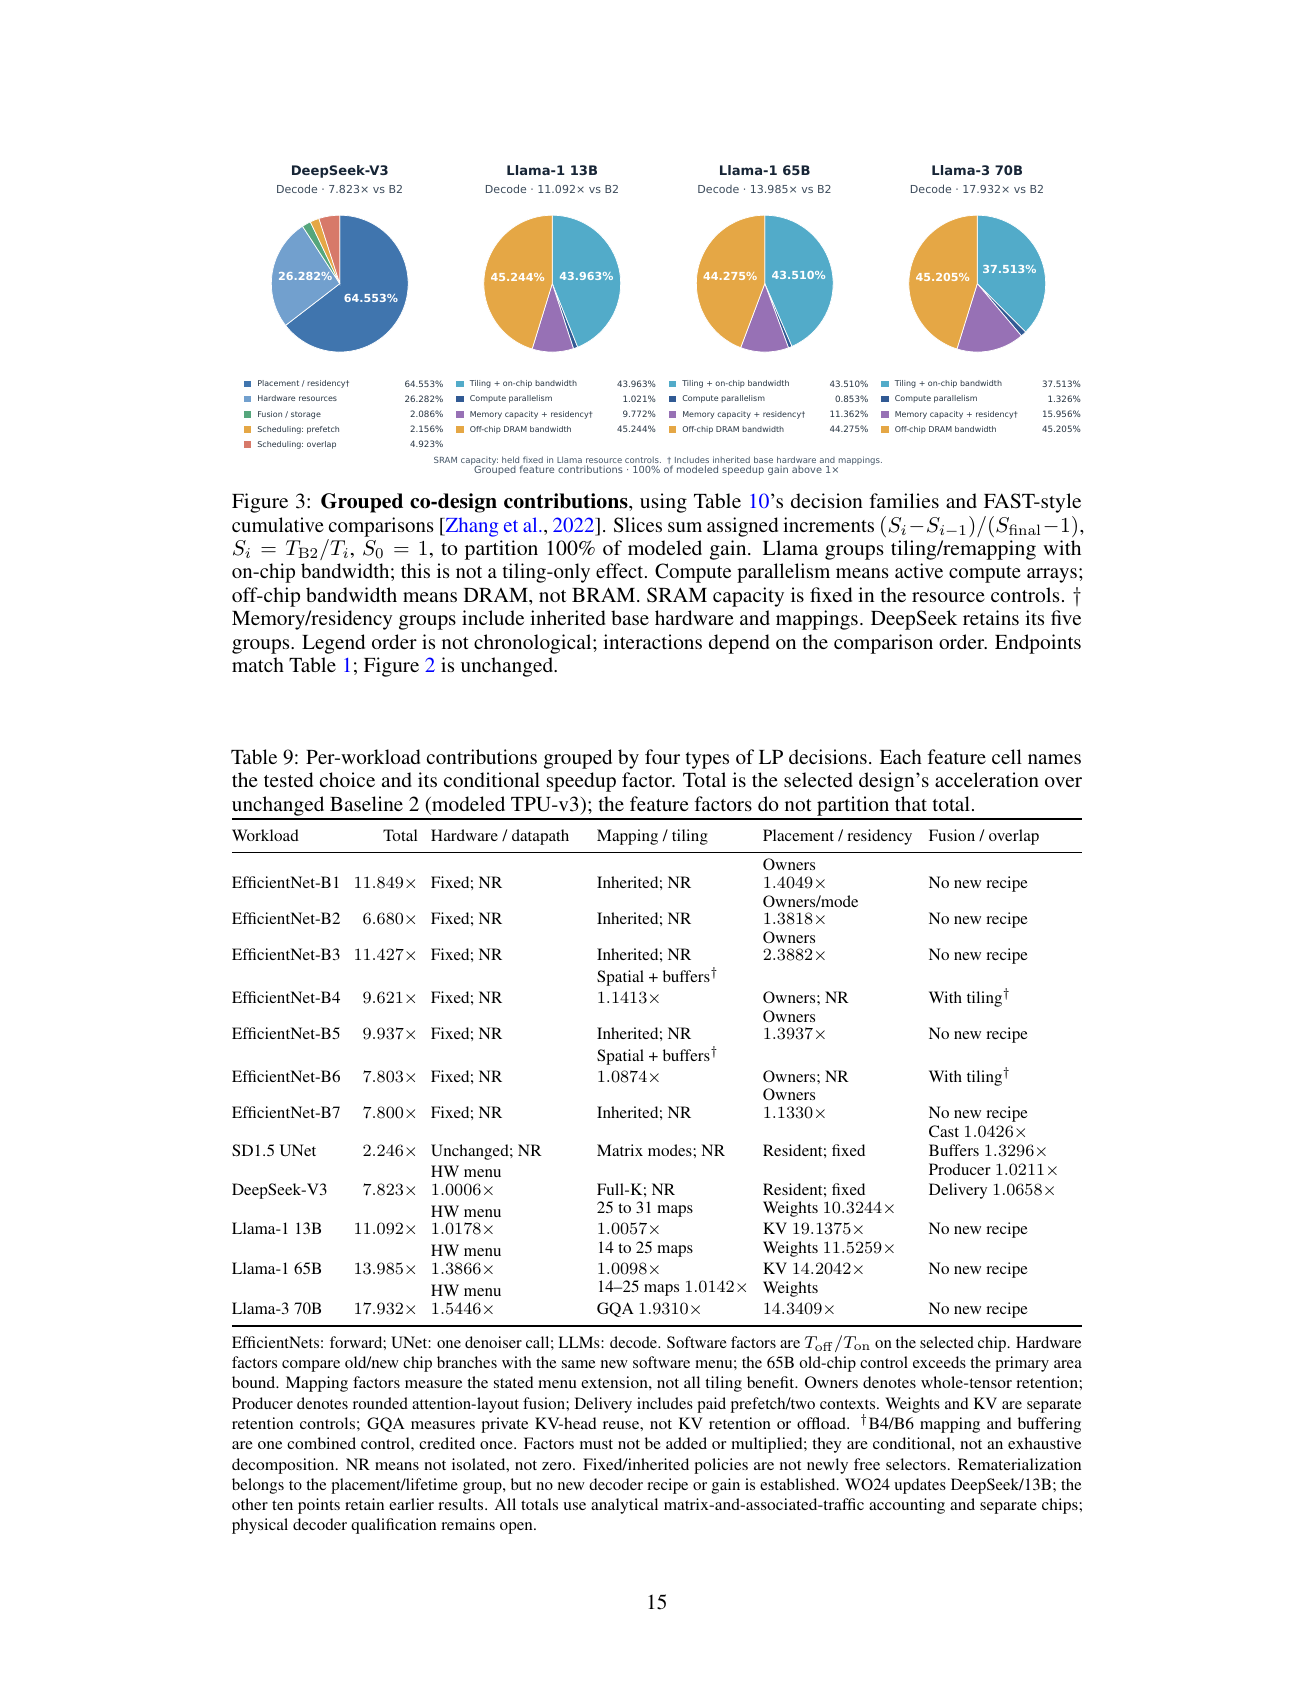 DeepSeek-V3
Decode · 7.823× vs B2
64.553%
26.282%
Placement / residency† 64.553%
Hardware resources 26.282%
Fusion / storage 2.086%
Scheduling: prefetch 2.156%
Scheduling: overlap 4.923%
Llama-1 13B
Decode · 11.092× vs B2
45.244%
43.963%
Tiling + on-chip bandwidth 43.963%
Compute parallelism 1.021%
Memory capacity + residency† 9.772%
Off-chip DRAM bandwidth 45.244%
Llama-1 65B
Decode · 13.985× vs B2
44.275%
43.510%
Tiling + on-chip bandwidth 43.510%
Compute parallelism 0.853%
Memory capacity + residency† 11.362%
Off-chip DRAM bandwidth 44.275%
Llama-3 70B
Decode · 17.932× vs B2
45.205%
37.513%
Tiling + on-chip bandwidth 37.513%
Compute parallelism 1.326%
Memory capacity + residency† 15.956%
Off-chip DRAM bandwidth 45.205%
SRAM capacity: held fixed in Llama resource controls. † Includes inherited base hardware and mappings.
Grouped feature contributions · 100% of modeled speedup gain above 1×
Figure 3: Grouped co-design contributions, using Table 10's decision families and FAST-style
cumulative comparisons [Zhang et al., 2022]. Slices sum assigned increments (S_i−S_{i−1})/(S_final−1),
S_i = T_B2/T_i, S_0 = 1, to partition 100% of modeled gain. Llama groups tiling/remapping with
on-chip bandwidth; this is not a tiling-only effect. Compute parallelism means active compute arrays;
off-chip bandwidth means DRAM, not BRAM. SRAM capacity is fixed in the resource controls. †
Memory/residency groups include inherited base hardware and mappings. DeepSeek retains its five
groups. Legend order is not chronological; interactions depend on the comparison order. Endpoints
match Table 1; Figure 2 is unchanged.
Table 9: Per-workload contributions grouped by four types of LP decisions. Each feature cell names
the tested choice and its conditional speedup factor. Total is the selected design's acceleration over
unchanged Baseline 2 (modeled TPU-v3); the feature factors do not partition that total.
Workload Total Hardware / datapath Mapping / tiling Placement / residency Fusion / overlap
Owners
EfficientNet-B1 11.849× Fixed; NR Inherited; NR 1.4049× No new recipe
Owners/mode
EfficientNet-B2 6.680× Fixed; NR Inherited; NR 1.3818× No new recipe
Owners
EfficientNet-B3 11.427× Fixed; NR Inherited; NR 2.3882× No new recipe
Spatial + buffers†
EfficientNet-B4 9.621× Fixed; NR 1.1413× Owners; NR With tiling†
Owners
EfficientNet-B5 9.937× Fixed; NR Inherited; NR 1.3937× No new recipe
Spatial + buffers†
EfficientNet-B6 7.803× Fixed; NR 1.0874× Owners; NR With tiling†
Owners
EfficientNet-B7 7.800× Fixed; NR Inherited; NR 1.1330× No new recipe
Cast 1.0426×
SD1.5 UNet 2.246× Unchanged; NR Matrix modes; NR Resident; fixed Buffers 1.3296×
HW menu Producer 1.0211×
DeepSeek-V3 7.823× 1.0006× Full-K; NR Resident; fixed Delivery 1.0658×
HW menu 25 to 31 maps Weights 10.3244×
Llama-1 13B 11.092× 1.0178× 1.0057× KV 19.1375× No new recipe
HW menu 14 to 25 maps Weights 11.5259×
Llama-1 65B 13.985× 1.3866× 1.0098× KV 14.2042× No new recipe
HW menu 14–25 maps 1.0142× Weights
Llama-3 70B 17.932× 1.5446× GQA 1.9310× 14.3409× No new recipe
EfficientNets: forward; UNet: one denoiser call; LLMs: decode. Software factors are T_off/T_on on the selected chip. Hardware
factors compare old/new chip branches with the same new software menu; the 65B old-chip control exceeds the primary area
bound. Mapping factors measure the stated menu extension, not all tiling benefit. Owners denotes whole-tensor retention;
Producer denotes rounded attention-layout fusion; Delivery includes paid prefetch/two contexts. Weights and KV are separate
retention controls; GQA measures private KV-head reuse, not KV retention or offload. †B4/B6 mapping and buffering
are one combined control, credited once. Factors must not be added or multiplied; they are conditional, not an exhaustive
decomposition. NR means not isolated, not zero. Fixed/inherited policies are not newly free selectors. Rematerialization
belongs to the placement/lifetime group, but no new decoder recipe or gain is established. WO24 updates DeepSeek/13B; the
other ten points retain earlier results. All totals use analytical matrix-and-associated-traffic accounting and separate chips;
physical decoder qualification remains open.
15